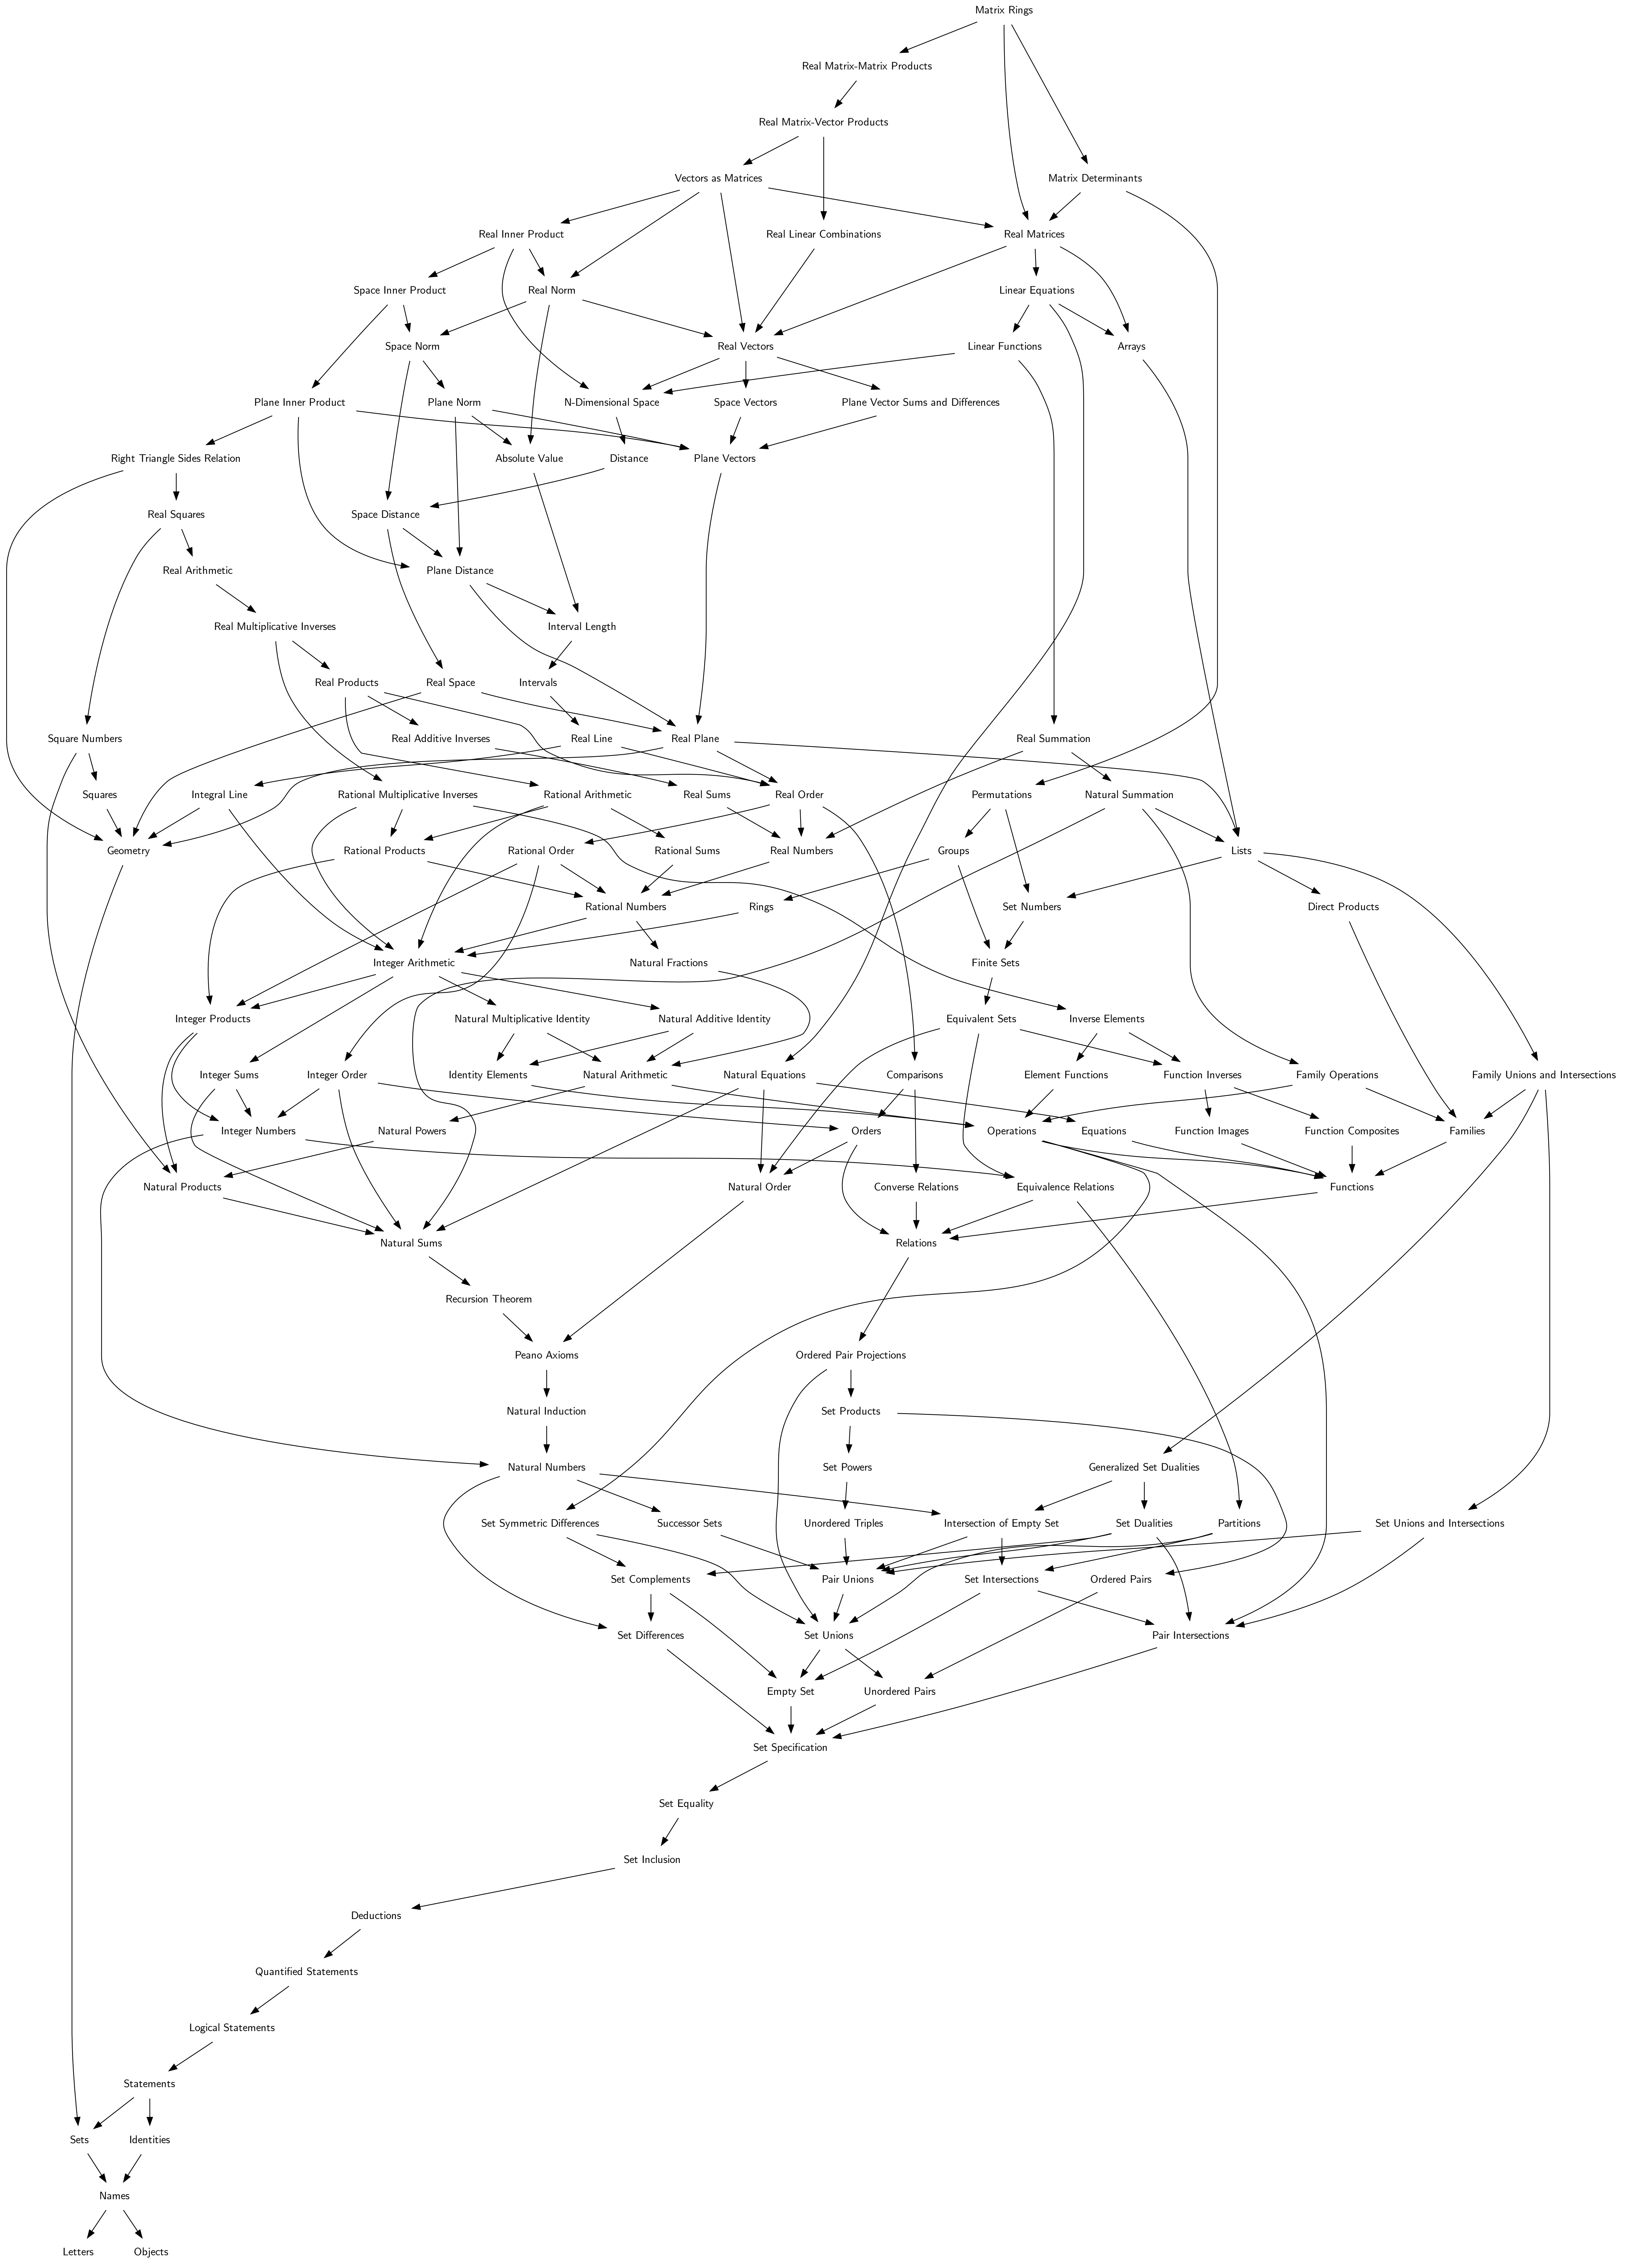 Matrix Rings
Real Matrix-Matrix Products
Real Matrix-Vector Products
Vectors as Matrices
Matrix Determinants
Real Inner Product
Real Linear Combinations
Real Matrices
Space Inner Product
Real Norm
Linear Equations
Space Norm
Real Vectors
Linear Functions
Arrays
Plane Inner Product
Plane Norm
N-Dimensional Space
Space Vectors
Plane Vector Sums and Differences
Right Triangle Sides Relation
Absolute Value
Distance
Plane Vectors
Real Squares
Space Distance
Real Arithmetic
Plane Distance
Real Multiplicative Inverses
Interval Length
Real Products
Real Space
Intervals
Square Numbers
Real Additive Inverses
Real Line
Real Plane
Real Summation
Squares
Integral Line
Rational Multiplicative Inverses
Rational Arithmetic
Real Sums
Real Order
Permutations
Natural Summation
Geometry
Rational Products
Rational Order
Rational Sums
Real Numbers
Groups
Lists
Rational Numbers
Rings
Set Numbers
Direct Products
Integer Arithmetic
Natural Fractions
Finite Sets
Integer Products
Natural Multiplicative Identity
Natural Additive Identity
Equivalent Sets
Inverse Elements
Integer Sums
Integer Order
Identity Elements
Natural Arithmetic
Natural Equations
Comparisons
Element Functions
Function Inverses
Family Operations
Family Unions and Intersections
Integer Numbers
Natural Powers
Orders
Operations
Equations
Function Images
Function Composites
Families
Natural Products
Natural Order
Converse Relations
Equivalence Relations
Functions
Natural Sums
Relations
Recursion Theorem
Peano Axioms
Ordered Pair Projections
Natural Induction
Set Products
Natural Numbers
Set Powers
Generalized Set Dualities
Set Symmetric Differences
Successor Sets
Unordered Triples
Intersection of Empty Set
Set Dualities
Partitions
Set Unions and Intersections
Set Complements
Pair Unions
Set Intersections
Ordered Pairs
Set Differences
Set Unions
Pair Intersections
Empty Set
Unordered Pairs
Set Specification
Set Equality
Set Inclusion
Deductions
Quantified Statements
Logical Statements
Statements
Sets
Identities
Names
Letters
Objects